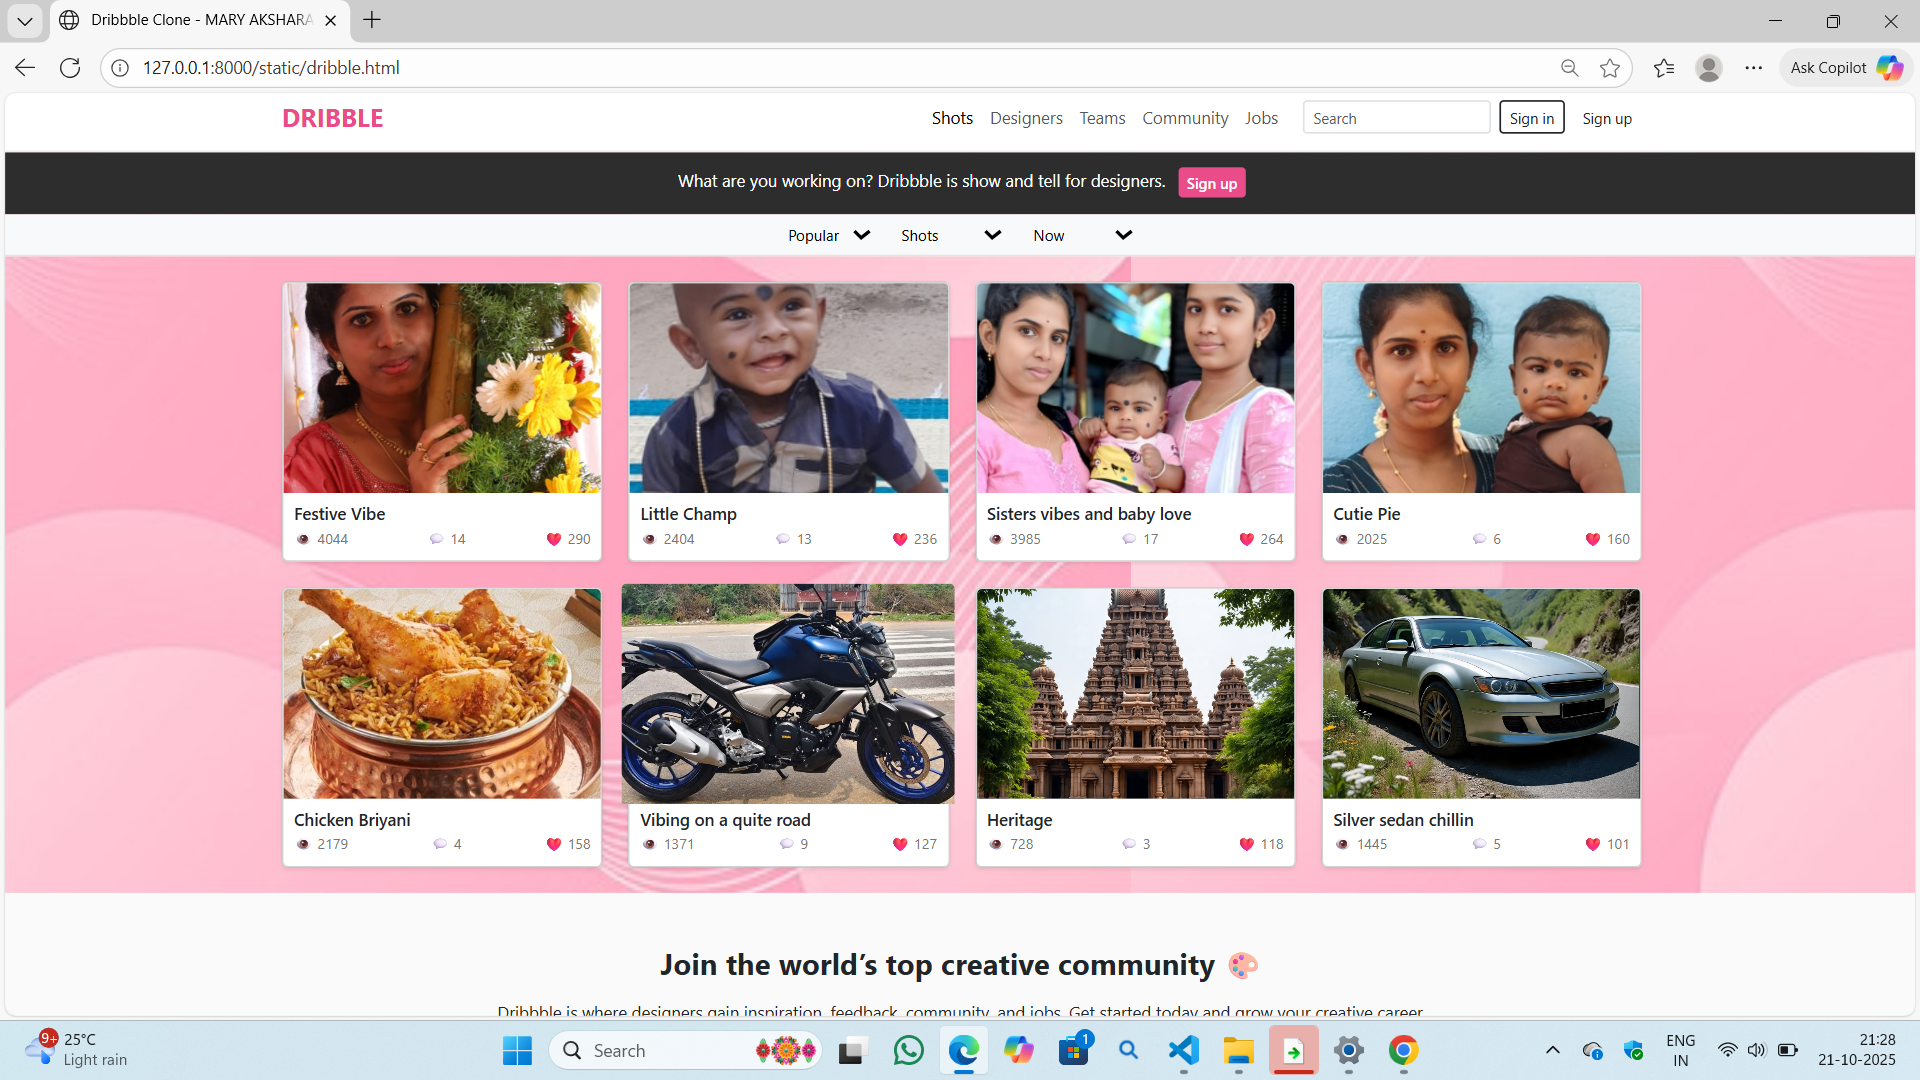 Dribbble Clone - MARY AKSHARA
127.0.0.1:8000/static/dribble.html
Ask Copilot
DRIBBLE
Shots Designers Teams Community Jobs Search Sign in Sign up
What are you working on? Dribbble is show and tell for designers. Sign up
Popular Shots Now
Festive Vibe
4044 14 290
Little Champ
2404 13 236
Sisters vibes and baby love
3985 17 264
Cutie Pie
2025 6 160
Chicken Briyani
2179 4 158
Vibing on a quite road
1371 9 127
Heritage
728 3 118
Silver sedan chillin
1445 5 101
Join the world’s top creative community
Dribbble is where designers gain inspiration, feedback, community, and jobs. Get started today and grow your creative career.
9+
25°C
Light rain
Search
1
ENG
IN
21:28
21-10-2025